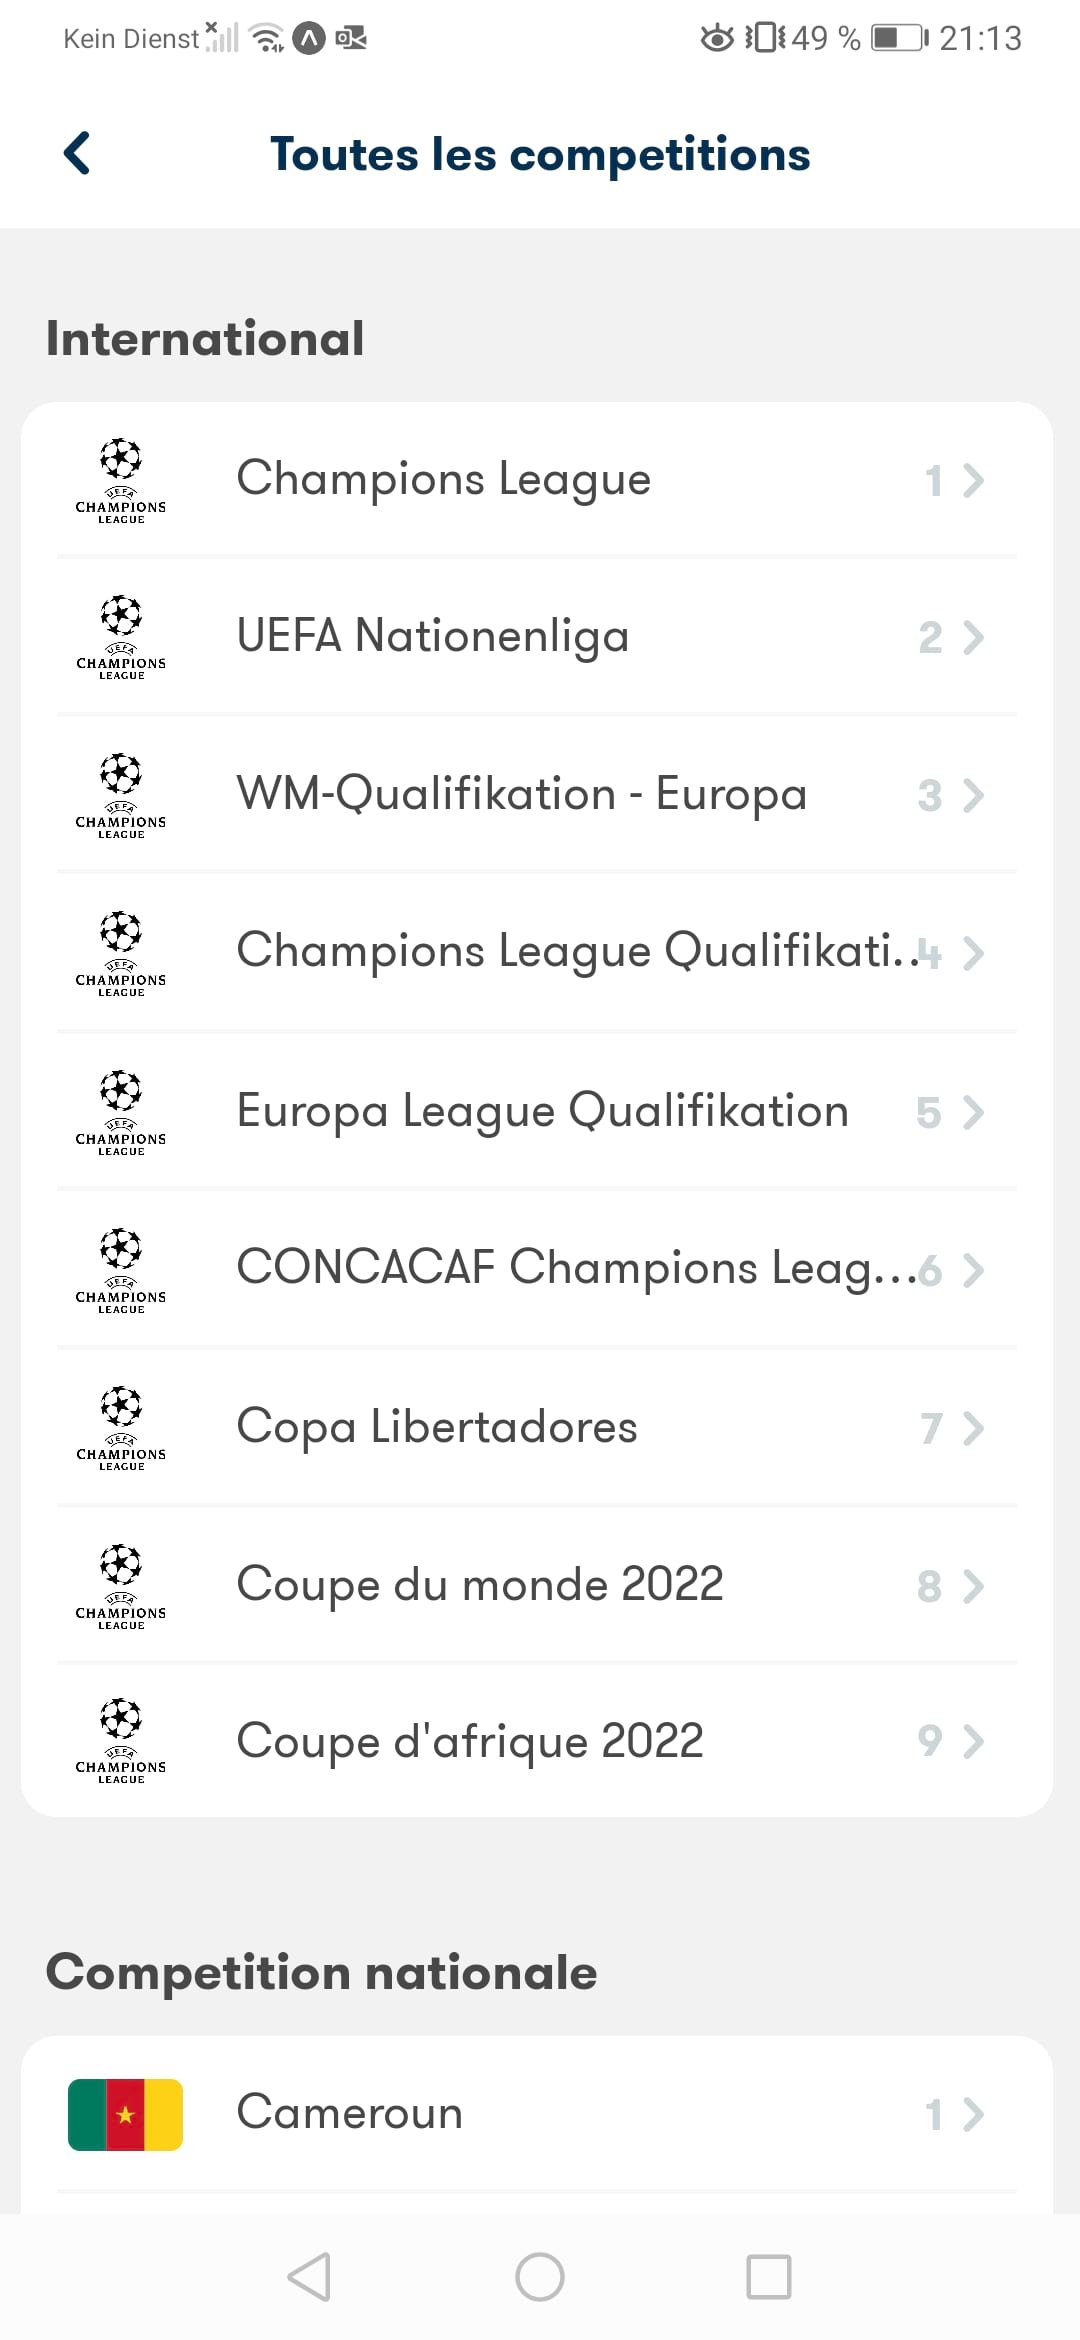 Kein Dienst 49 % 21:13
Toutes les competitions
International
UEFA
CHAMPIONS
LEAGUE
Champions League 1
UEFA
CHAMPIONS
LEAGUE
UEFA Nationenliga 2
UEFA
CHAMPIONS
LEAGUE
WM-Qualifikation - Europa 3
UEFA
CHAMPIONS
LEAGUE
Champions League Qualifikati... 4
UEFA
CHAMPIONS
LEAGUE
Europa League Qualifikation 5
UEFA
CHAMPIONS
LEAGUE
CONCACAF Champions Leag... 6
UEFA
CHAMPIONS
LEAGUE
Copa Libertadores 7
UEFA
CHAMPIONS
LEAGUE
Coupe du monde 2022 8
UEFA
CHAMPIONS
LEAGUE
Coupe d'afrique 2022 9
Competition nationale
Cameroun 1